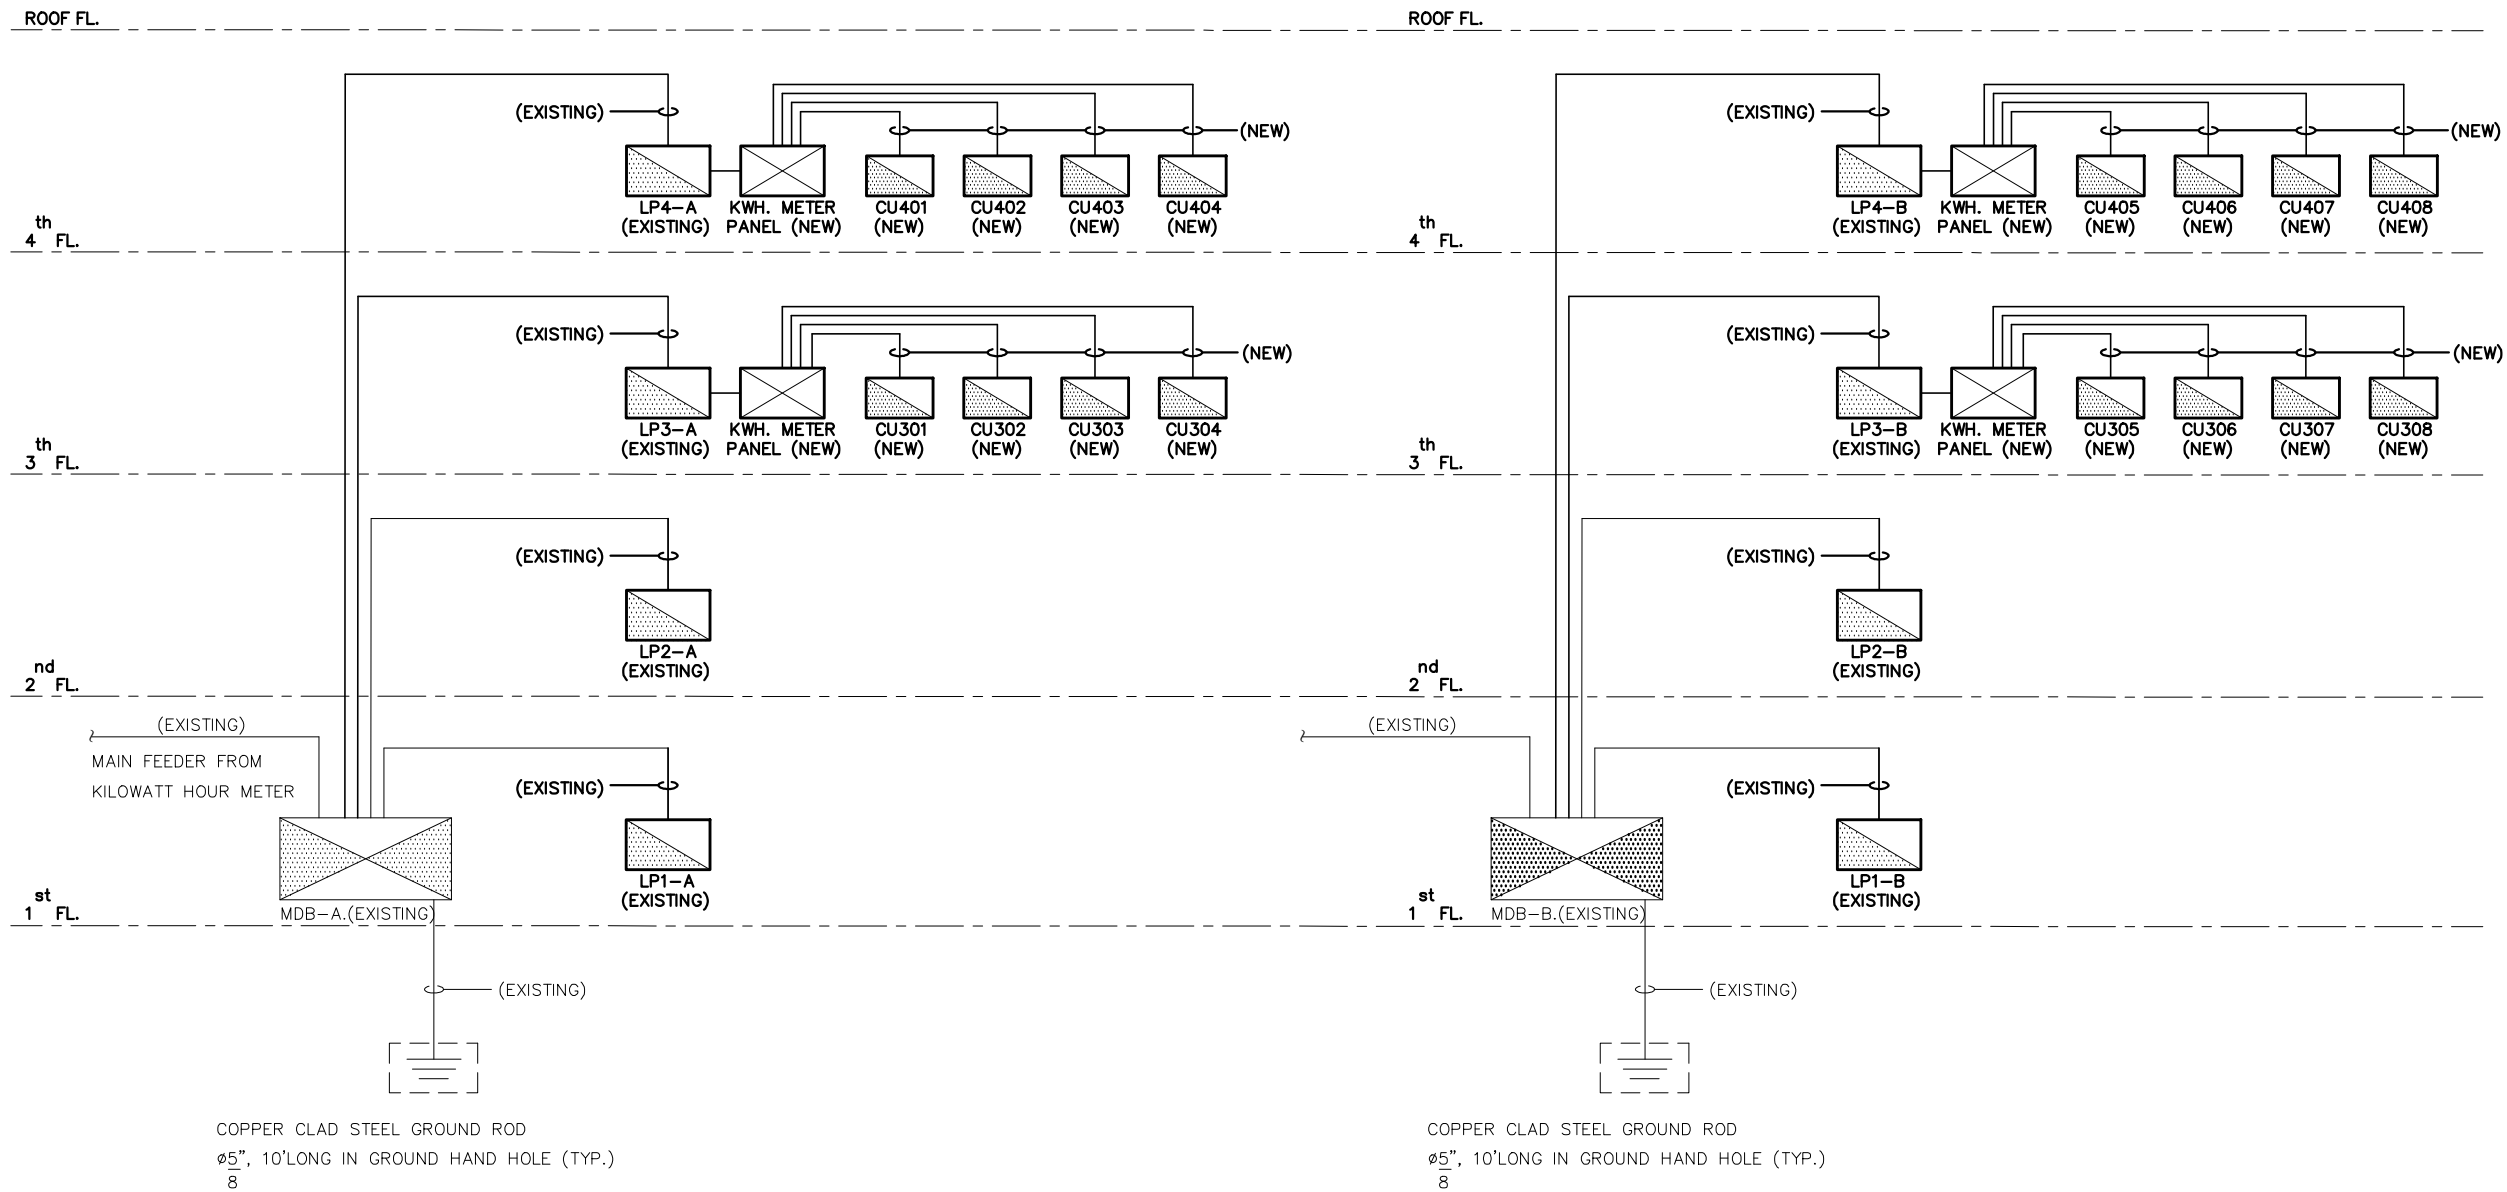 ROOF FL.
ROOF FL.
(EXISTING)
(NEW)
(EXISTING)
(NEW)
LP4-A
(EXISTING)
KWH. METER
PANEL (NEW)
CU401
(NEW)
CU402
(NEW)
CU403
(NEW)
CU404
(NEW)
LP4-B
(EXISTING)
KWH. METER
PANEL (NEW)
CU405
(NEW)
CU406
(NEW)
CU407
(NEW)
CU408
(NEW)
4th FL.
4th FL.
(EXISTING)
(NEW)
(EXISTING)
(NEW)
LP3-A
(EXISTING)
KWH. METER
PANEL (NEW)
CU301
(NEW)
CU302
(NEW)
CU303
(NEW)
CU304
(NEW)
LP3-B
(EXISTING)
KWH. METER
PANEL (NEW)
CU305
(NEW)
CU306
(NEW)
CU307
(NEW)
CU308
(NEW)
3th FL.
3th FL.
(EXISTING)
(EXISTING)
LP2-A
(EXISTING)
LP2-B
(EXISTING)
2nd FL.
2nd FL.
(EXISTING)
MAIN FEEDER FROM
KILOWATT HOUR METER
(EXISTING)
(EXISTING)
(EXISTING)
LP1-A
(EXISTING)
LP1-B
(EXISTING)
1st FL.
MDB-A.(EXISTING)
1st FL.
MDB-B.(EXISTING)
(EXISTING)
(EXISTING)
COPPER CLAD STEEL GROUND ROD
ø5/8", 10'LONG IN GROUND HAND HOLE (TYP.)
COPPER CLAD STEEL GROUND ROD
ø5/8", 10'LONG IN GROUND HAND HOLE (TYP.)